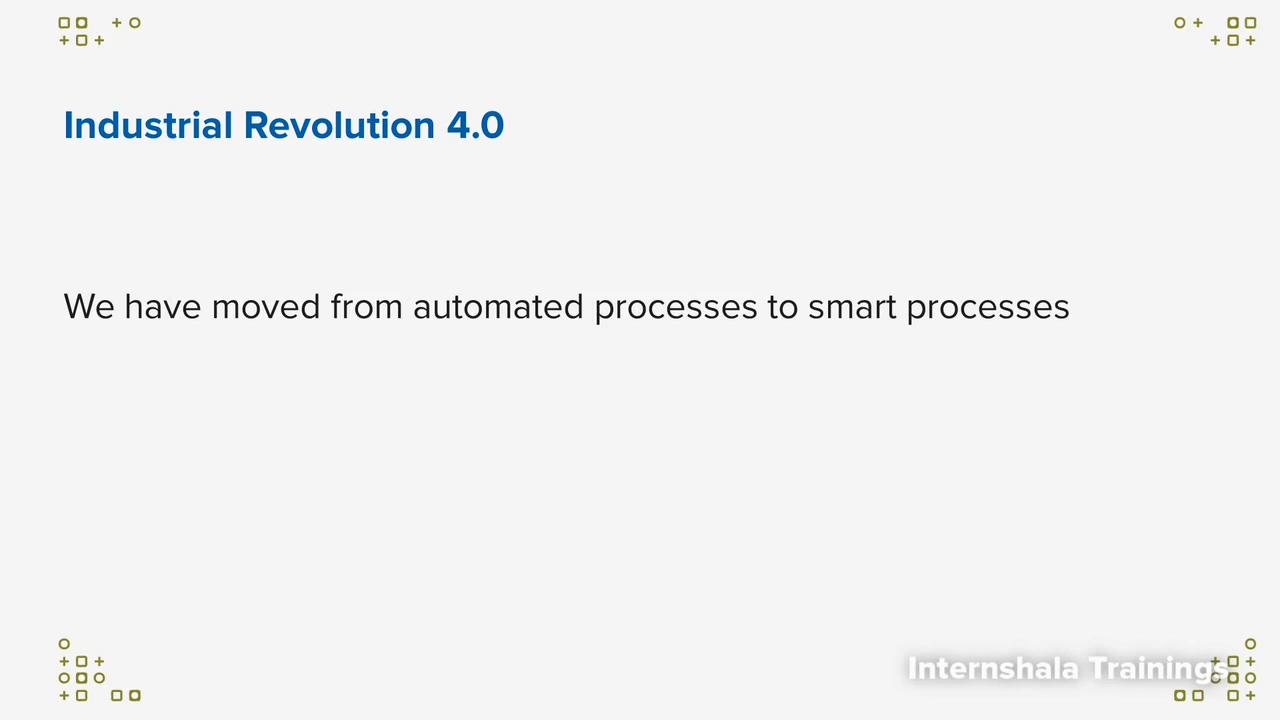 Industrial Revolution 4.0
We have moved from automated processes to smart processes
Internshala Trainings